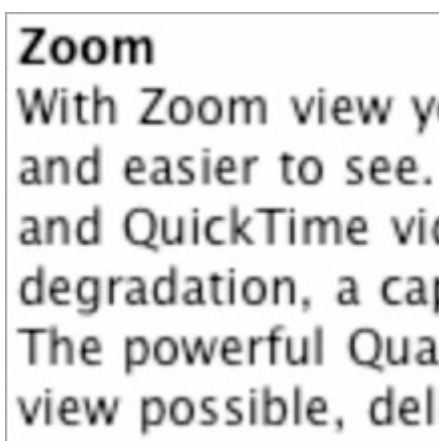 Zoom
With Zoom view
and easier to see.
and QuickTime
degradation, a
The powerful
view possible,